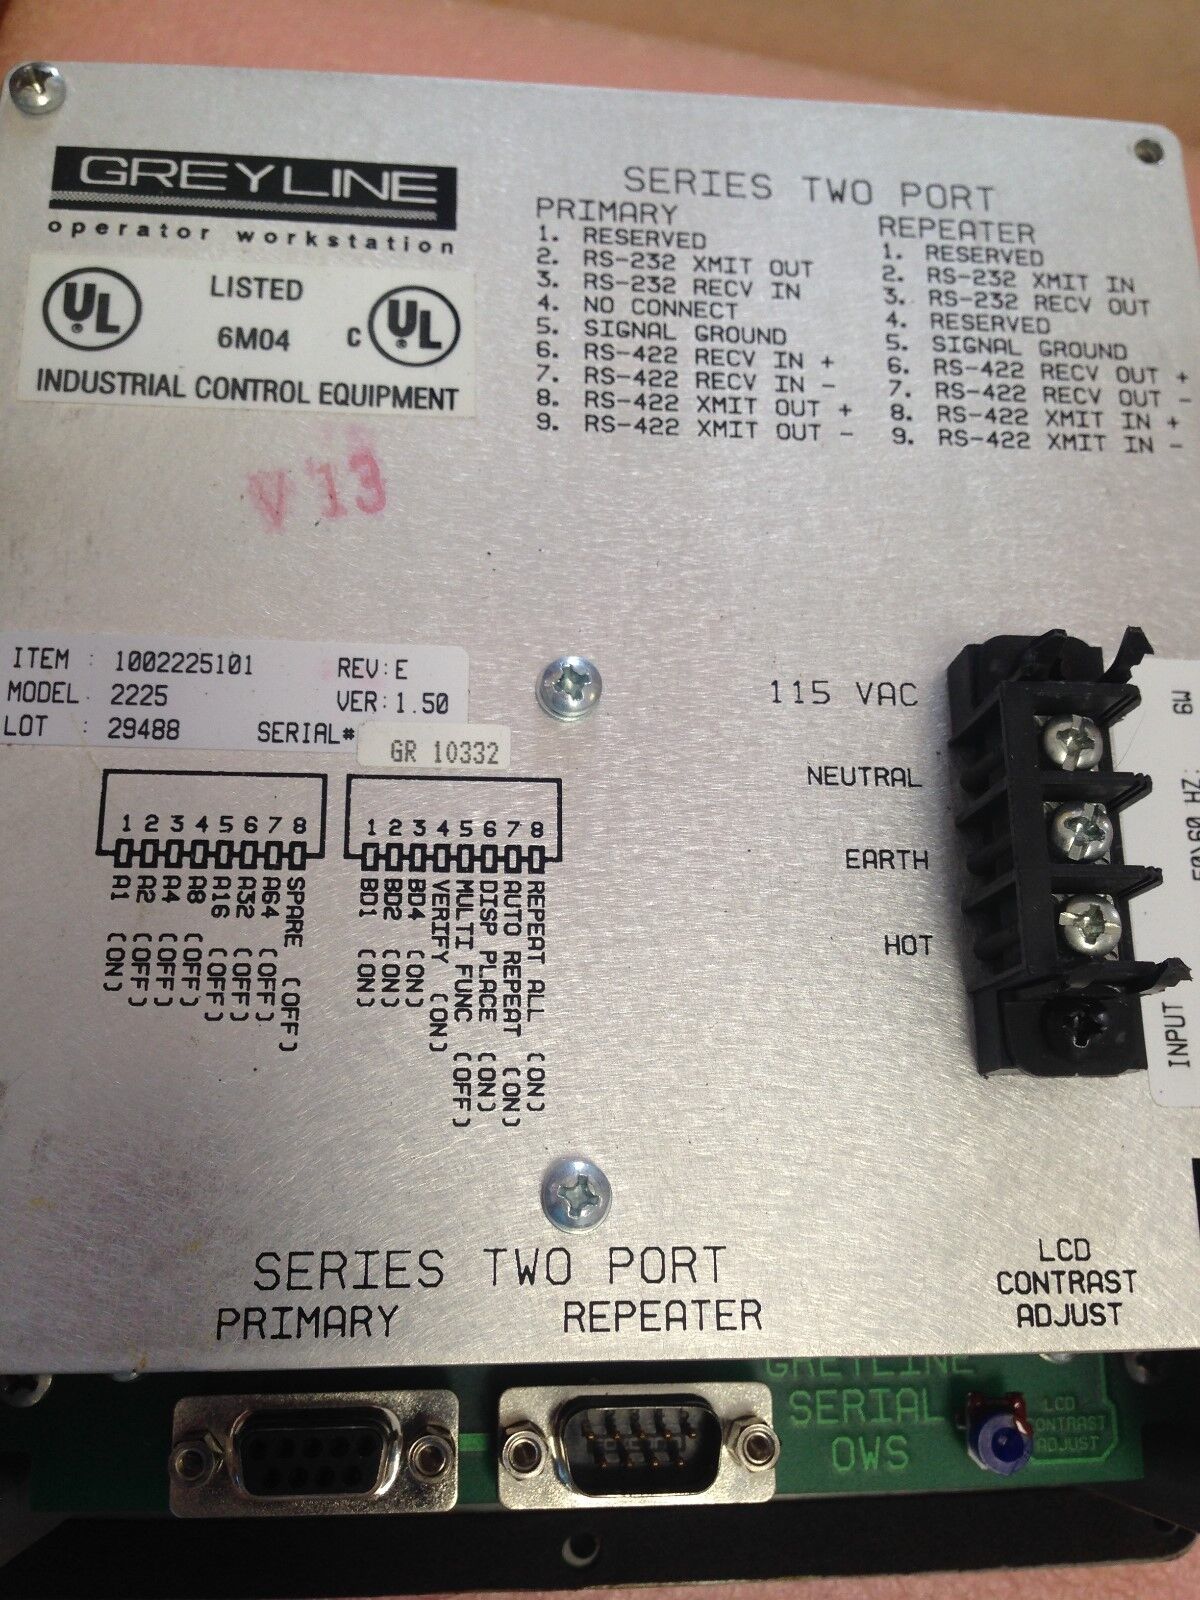 GREYLINE
operator workstation
UL
LISTED
6M04
C UL
INDUSTRIAL CONTROL EQUIPMENT
SERIES TWO PORT
PRIMARY
1. RESERVED
2. RS-232 XMIT OUT
3. RS-232 RECV IN
4. NO CONNECT
5. SIGNAL GROUND
6. RS-422 RECV IN +
7. RS-422 RECV IN -
8. RS-422 XMIT OUT +
9. RS-422 XMIT OUT -
REPEATER
1. RESERVED
2. RS-232 XMIT IN
3. RS-232 RECV OUT
4. RESERVED
5. SIGNAL GROUND
6. RS-422 RECV OUT +
7. RS-422 RECV OUT -
8. RS-422 XMIT IN +
9. RS-422 XMIT IN -
V 13
ITEM : 1002225101 REV: E
MODEL: 2225 VER: 1.50
LOT : 29488 SERIAL# GR 10332
1 2 3 4 5 6 7 8
A1 (ON)
A2 (OFF)
A4 (OFF)
A8 (OFF)
A16 (OFF)
A32 (OFF)
A64 (OFF)
SPARE (OFF)
1 2 3 4 5 6 7 8
BD1 (ON)
BD2 (ON)
BD4 (ON)
VERIFY (ON)
MULTI FUNC (OFF)
DISP PLACE (ON)
AUTO REPEAT (ON)
REPEAT ALL (ON)
115 VAC
NEUTRAL
EARTH
HOT
INPUT
50\60 HZ:
6W
SERIES TWO PORT
PRIMARY REPEATER
LCD
CONTRAST
ADJUST
GREYLINE
SERIAL
OWS
LCD
CONTRAST
ADJUST